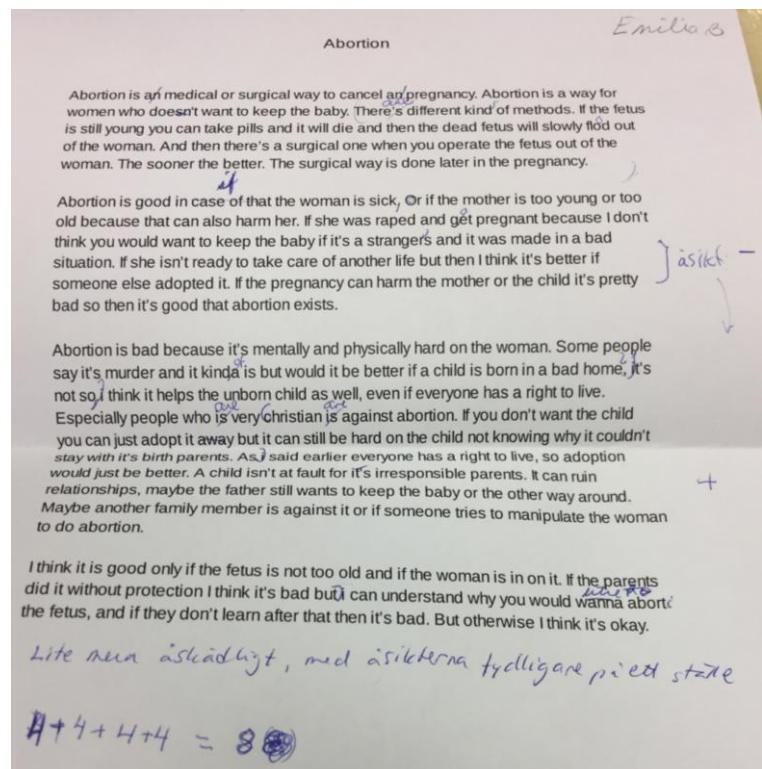 Emilia B
Abortion
Abortion is an medical or surgical way to cancel an pregnancy. Abortion is a way for
are
women who doesn't want to keep the baby. There's different kind of methods. If the fetus
is still young you can take pills and it will die and then the dead fetus will slowly flod out
of the woman. And then there's a surgical one when you operate the fetus out of the
woman. The sooner the better. The surgical way is done later in the pregnancy.
if
Abortion is good in case of that the woman is sick, Or if the mother is too young or too
old because that can also harm her. If she was raped and get pregnant because I don't
think you would want to keep the baby if it's a strangers and it was made in a bad
situation. If she isn't ready to take care of another life but then I think it's better if
åsikt -
someone else adopted it. If the pregnancy can harm the mother or the child it's pretty
bad so then it's good that abortion exists.
Abortion is bad because it's mentally and physically hard on the woman. Some people
of
say it's murder and it kinda is but would it be better if a child is born in a bad home, it's
not so i think it helps the unborn child as well, even if everyone has a right to live.
are are
Especially people who is very christian is against abortion. If you don't want the child
you can just adopt it away but it can still be hard on the child not knowing why it couldn't
stay with it's birth parents. As i said earlier everyone has a right to live, so adoption
would just be better. A child isn't at fault for it's irresponsible parents. It can ruin
+
relationships, maybe the father still wants to keep the baby or the other way around.
Maybe another family member is against it or if someone tries to manipulate the woman
to do abortion.
I think it is good only if the fetus is not too old and if the woman is in on it. If the parents
did it without protection I think it's bad but i can understand why you would wanna abort
the fetus, and if they don't learn after that then it's bad. But otherwise I think it's okay.
Lite mera åskådligt, med åsikterna tydligare på ett ställe
4+4+4+4 = 8